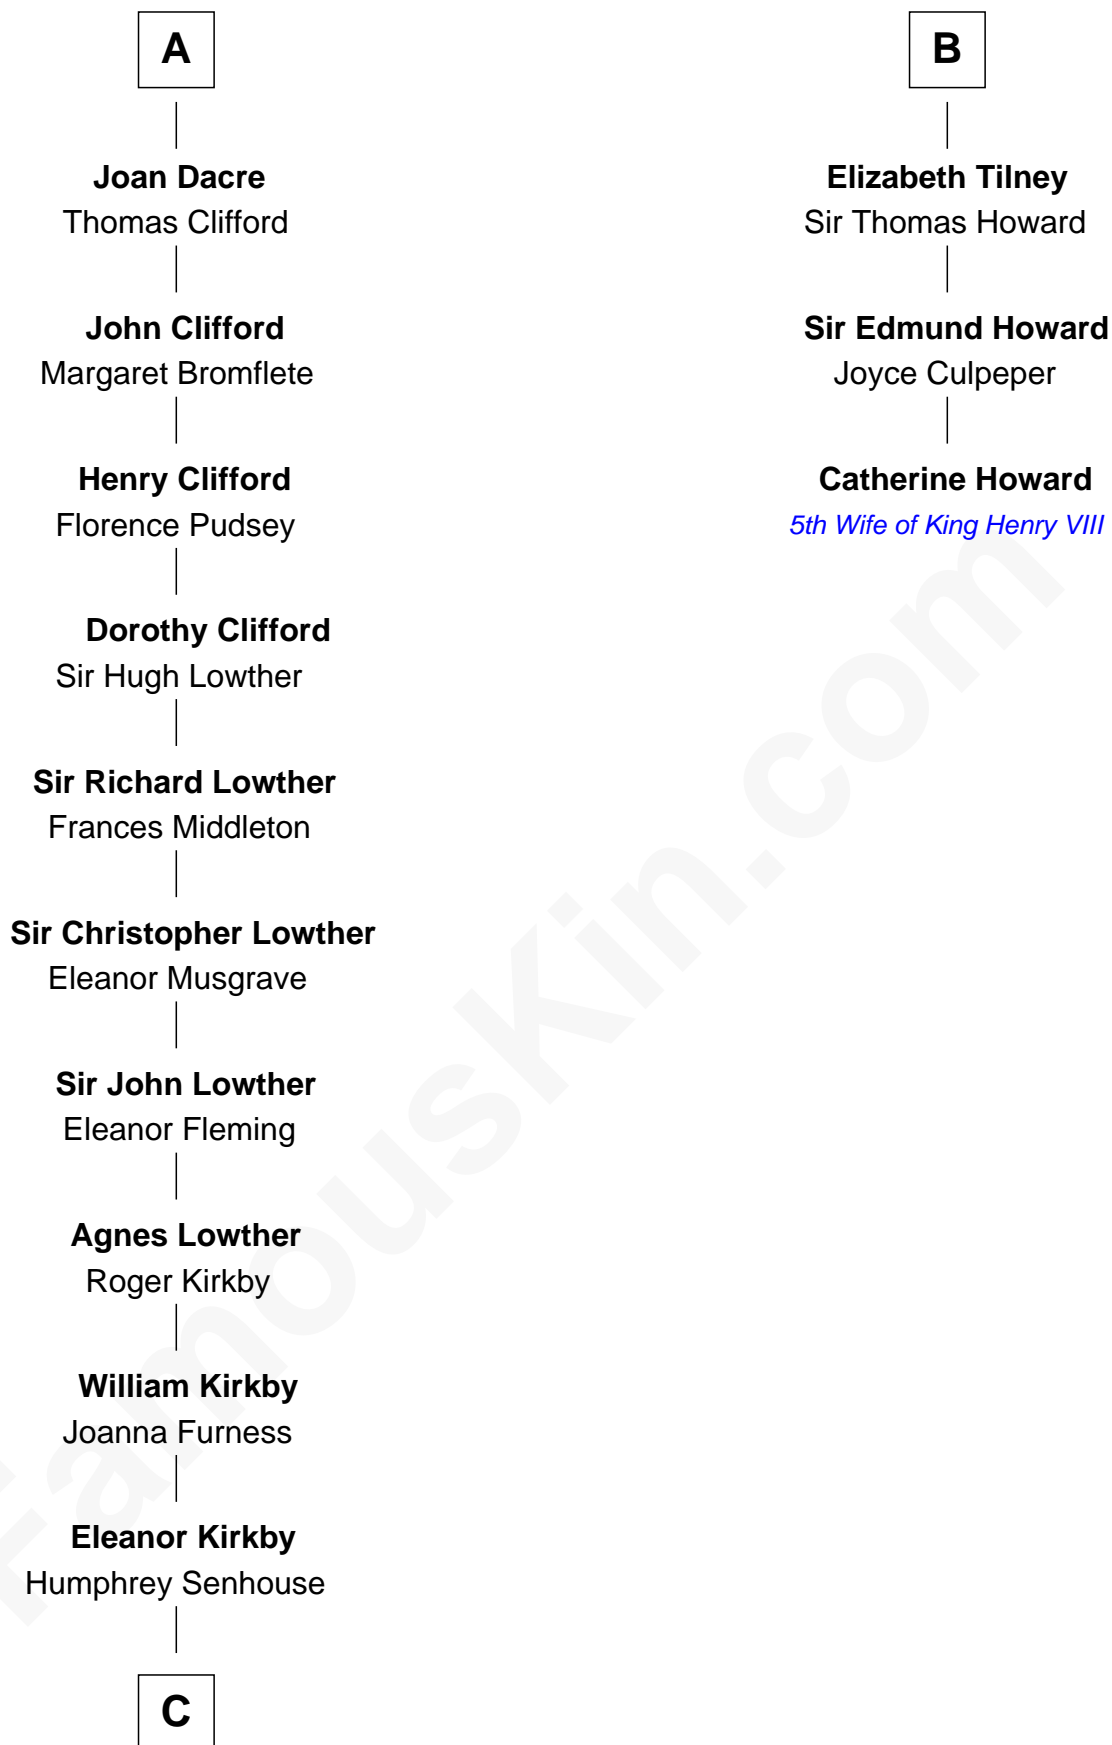 A
Joan Dacre
Thomas Clifford
John Clifford
Margaret Bromflete
Henry Clifford
Florence Pudsey
Dorothy Clifford
Sir Hugh Lowther
Sir Richard Lowther
Frances Middleton
Sir Christopher Lowther
Eleanor Musgrave
Sir John Lowther
Eleanor Fleming
Agnes Lowther
Roger Kirkby
William Kirkby
Joanna Furness
Eleanor Kirkby
Humphrey Senhouse
C
B
Elizabeth Tilney
Sir Thomas Howard
Sir Edmund Howard
Joyce Culpeper
Catherine Howard
5th Wife of King Henry VIII
FamousKin.com